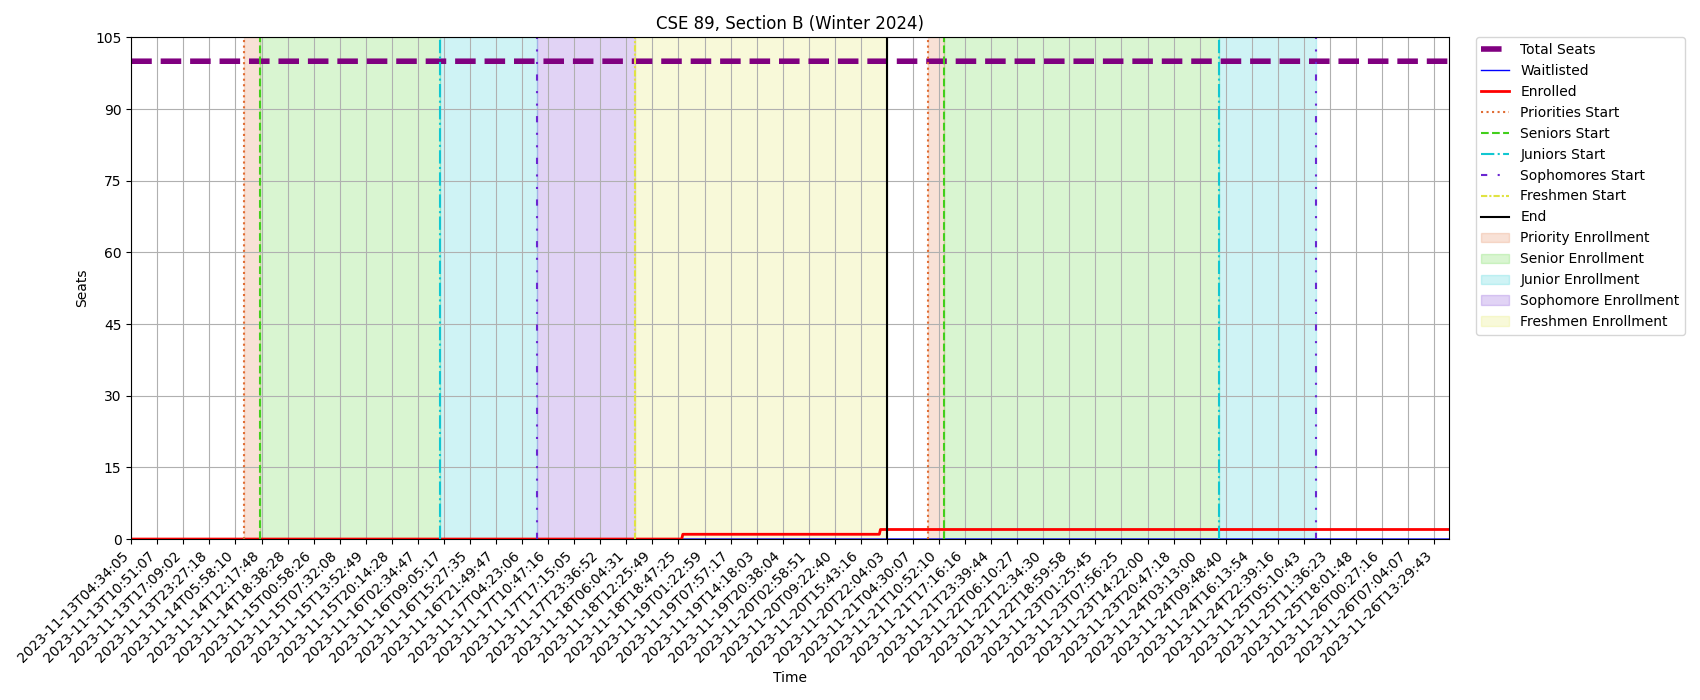 CSE 89, Section B (Winter 2024)
105
90
75
60
45
30
15
0
Seats
2023-11-13T04:34:05
2023-11-13T10:51:07
2023-11-13T17:09:02
2023-11-13T23:27:18
2023-11-14T05:58:10
2023-11-14T12:17:48
2023-11-14T18:38:28
2023-11-15T00:58:26
2023-11-15T07:32:08
2023-11-15T13:52:49
2023-11-15T20:14:28
2023-11-16T02:34:47
2023-11-16T09:05:17
2023-11-16T15:27:35
2023-11-16T21:49:47
2023-11-17T04:23:06
2023-11-17T10:47:16
2023-11-17T17:15:05
2023-11-17T23:36:52
2023-11-18T06:04:31
2023-11-18T12:25:49
2023-11-18T18:47:25
2023-11-19T01:22:59
2023-11-19T07:57:17
2023-11-19T14:18:03
2023-11-19T20:38:04
2023-11-20T02:58:51
2023-11-20T09:22:40
2023-11-20T15:43:16
2023-11-20T22:04:03
2023-11-21T04:30:07
2023-11-21T10:52:10
2023-11-21T17:16:16
2023-11-21T23:39:44
2023-11-22T06:10:27
2023-11-22T12:34:30
2023-11-22T18:59:58
2023-11-23T01:25:45
2023-11-23T07:56:25
2023-11-23T14:22:00
2023-11-23T20:47:18
2023-11-24T03:13:00
2023-11-24T09:48:40
2023-11-24T16:13:54
2023-11-24T22:39:16
2023-11-25T05:10:43
2023-11-25T11:36:23
2023-11-25T18:01:48
2023-11-26T00:27:16
2023-11-26T07:04:07
2023-11-26T13:29:43
Time
Total Seats
Waitlisted
Enrolled
Priorities Start
Seniors Start
Juniors Start
Sophomores Start
Freshmen Start
End
Priority Enrollment
Senior Enrollment
Junior Enrollment
Sophomore Enrollment
Freshmen Enrollment